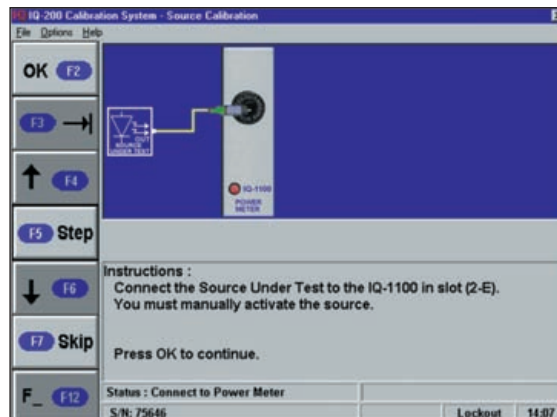 IQ-200 Calibration System - Source Calibration
File Options Help
OK F2
F3
F4
F5 Step
F6
F7 Skip
F_ F12
OUT
SOURCE
UNDER TEST
IQ-1100
POWER
METER
Instructions :
Connect the Source Under Test to the IQ-1100 in slot (2-E).
You must manually activate the source.
Press OK to continue.
Status : Connect to Power Meter
S/N: 75646
Lockout
14:07